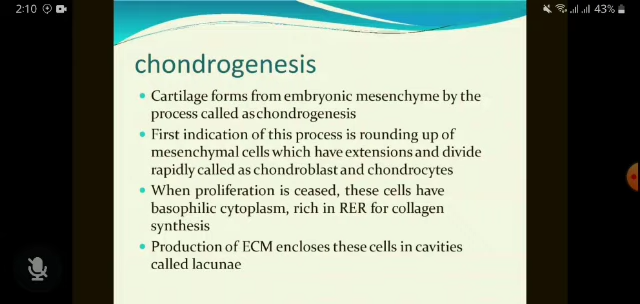 2:10
43%
chondrogenesis
• Cartilage forms from embryonic mesenchyme by the
process called as chondrogenesis
• First indication of this process is rounding up of
mesenchymal cells which have extensions and divide
rapidly called as chondroblast and chondrocytes
• When proliferation is ceased, these cells have
basophilic cytoplasm, rich in RER for collagen
synthesis
• Production of ECM encloses these cells in cavities
called lacunae